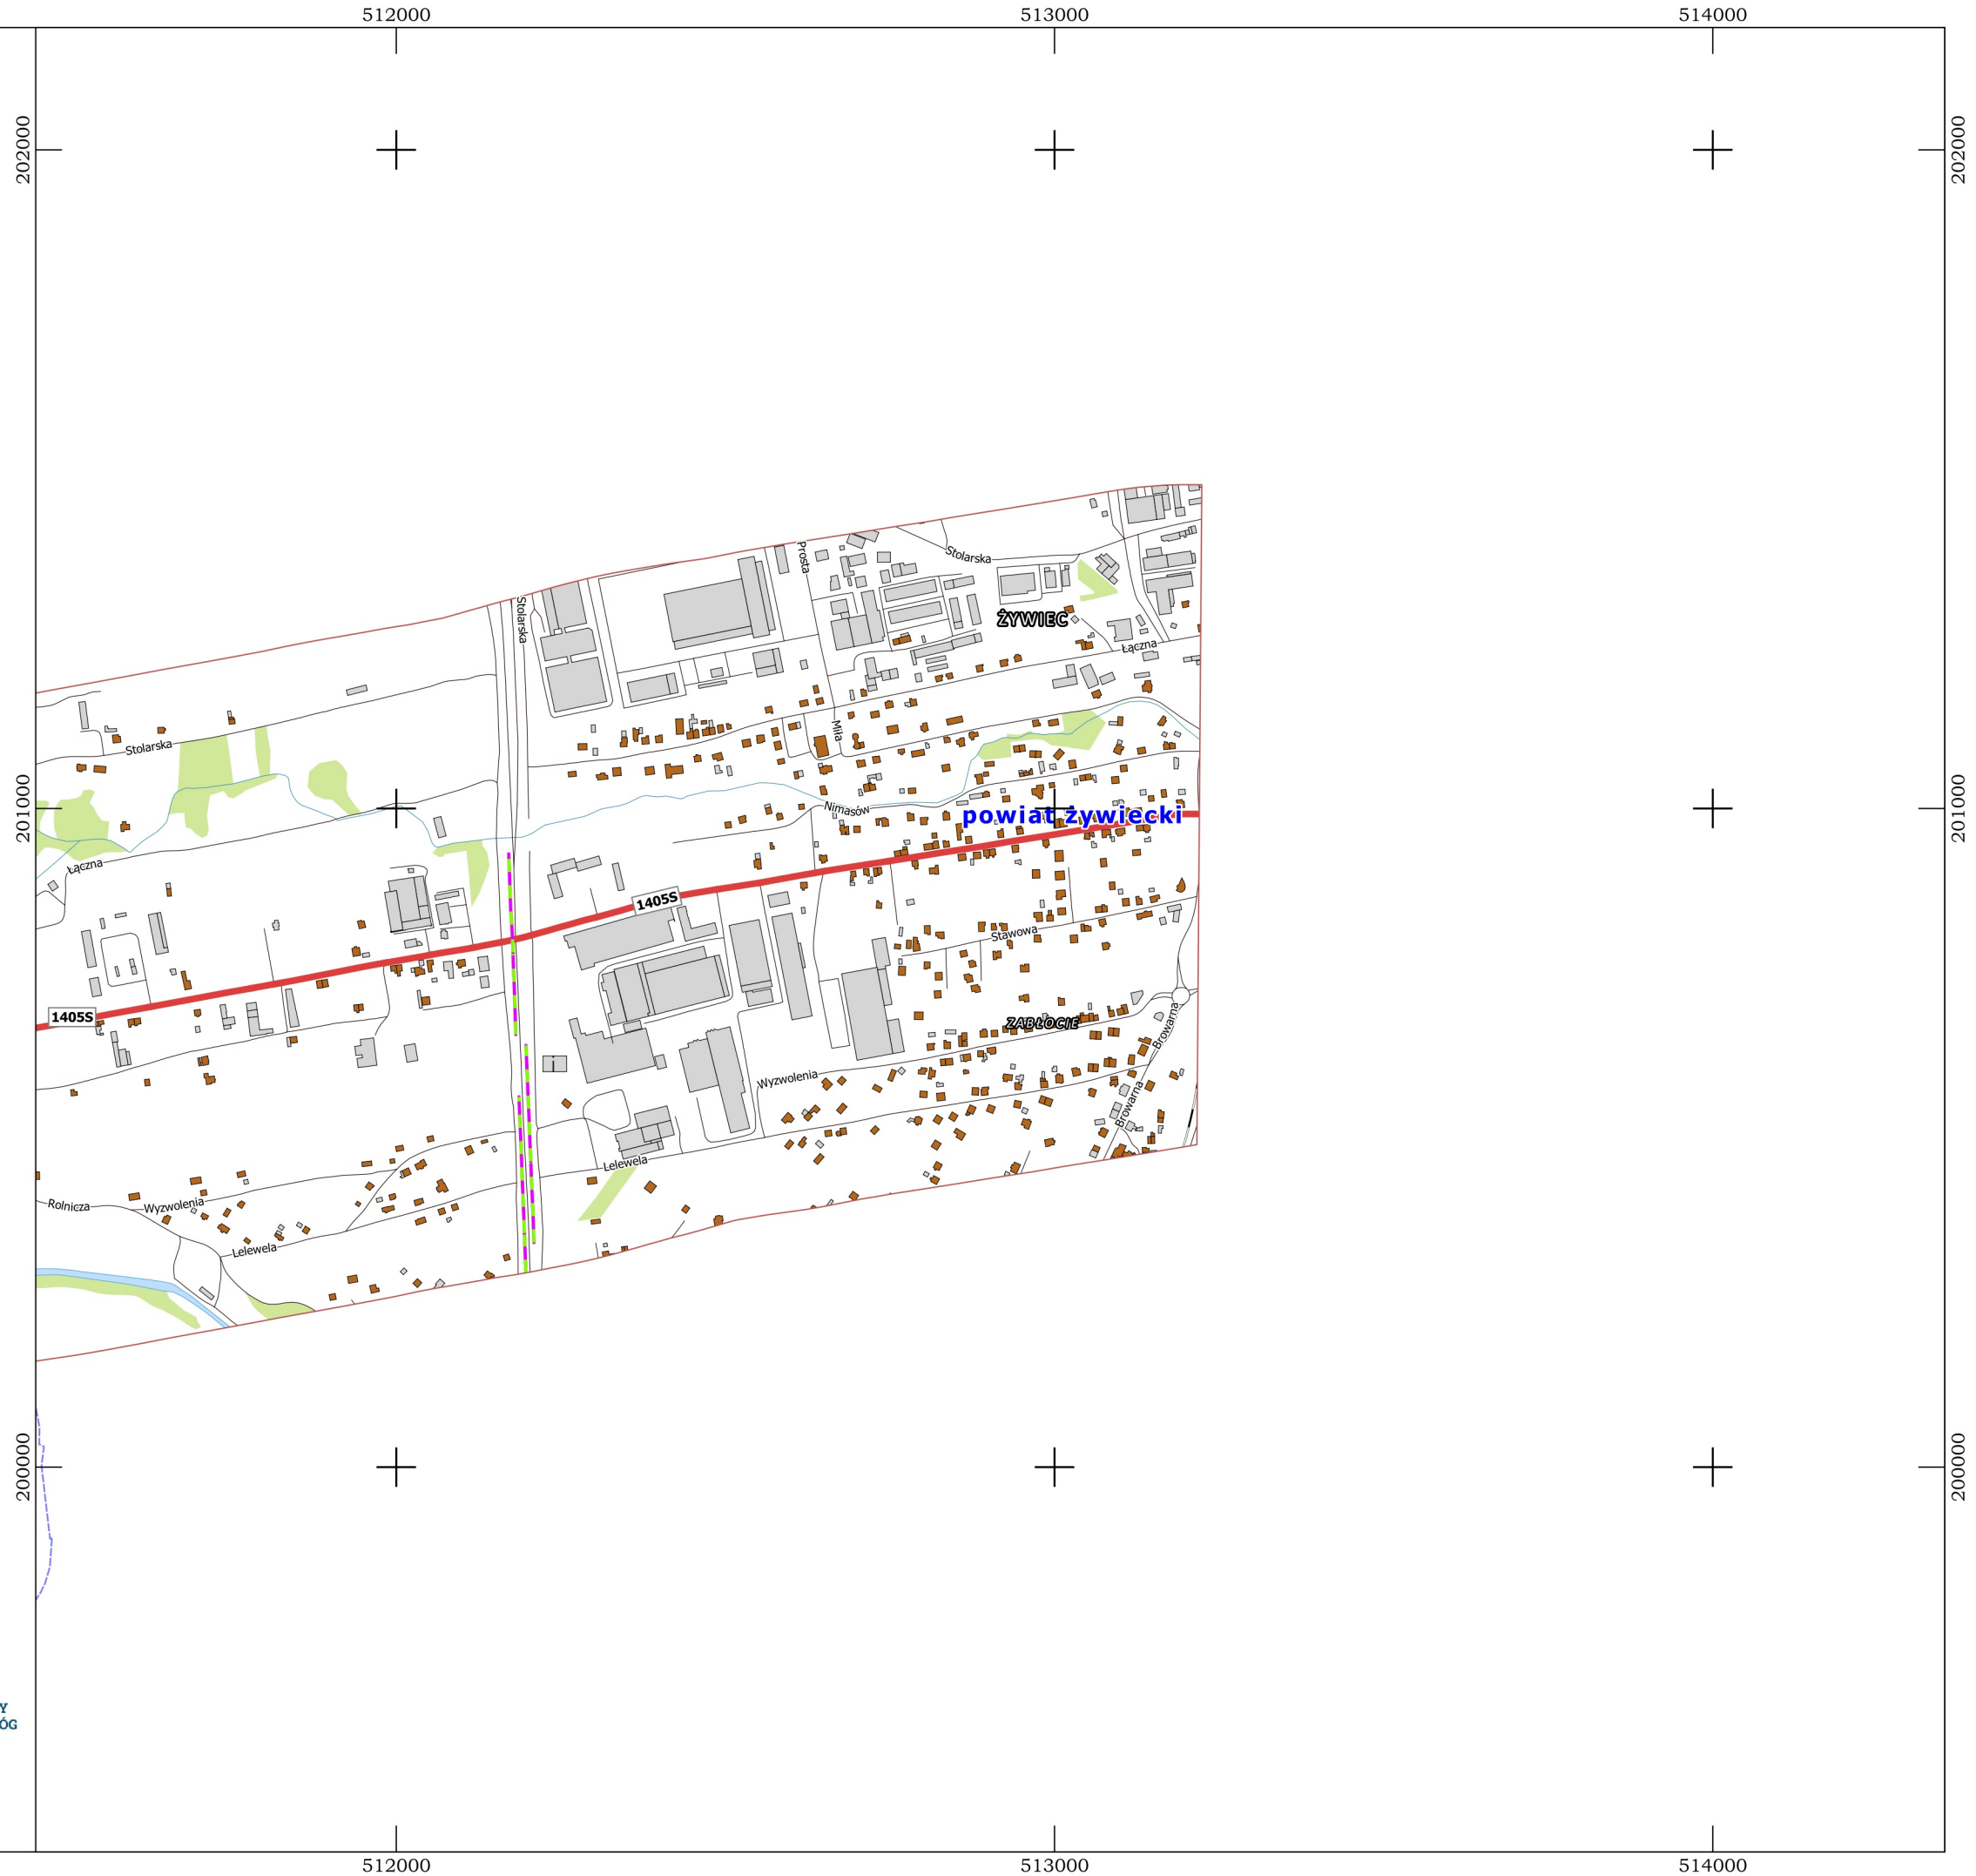 512000
513000
514000
202000
202000
Stolarska
Prosta
Stolarska
ŻYWIEC
Łączna
Stolarska
Miła
201000
201000
Nimasów
powiat żywiecki
Łączna
1405S
Stawowa
1405S
ZABŁOCIE
Browarna
Wyzwolenia
Browarna
Lelewela
Rolnicza
Wyzwolenia
Lelewela
200000
200000
Y
ÓG
512000
513000
514000